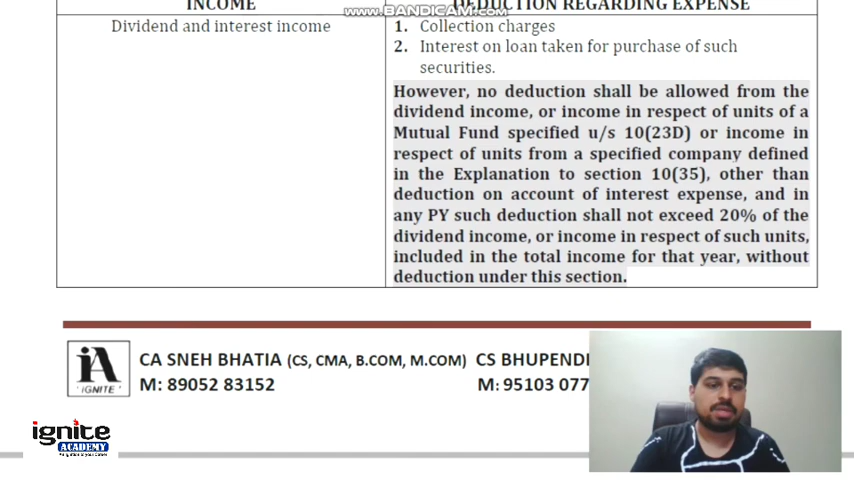 INCOME
DEDUCTION REGARDING EXPENSE
www.BANDICAM.com
Dividend and interest income
1. Collection charges
2. Interest on loan taken for purchase of such
securities.
However, no deduction shall be allowed from the
dividend income, or income in respect of units of a
Mutual Fund specified u/s 10(23D) or income in
respect of units from a specified company defined
in the Explanation to section 10(35), other than
deduction on account of interest expense, and in
any PY such deduction shall not exceed 20% of the
dividend income, or income in respect of such units,
included in the total income for that year, without
deduction under this section.
iA
IGNITE
CA SNEH BHATIA (CS, CMA, B.COM, M.COM) CS BHUPENDI
M: 89052 83152 M: 95103 077
ignite
ACADEMY